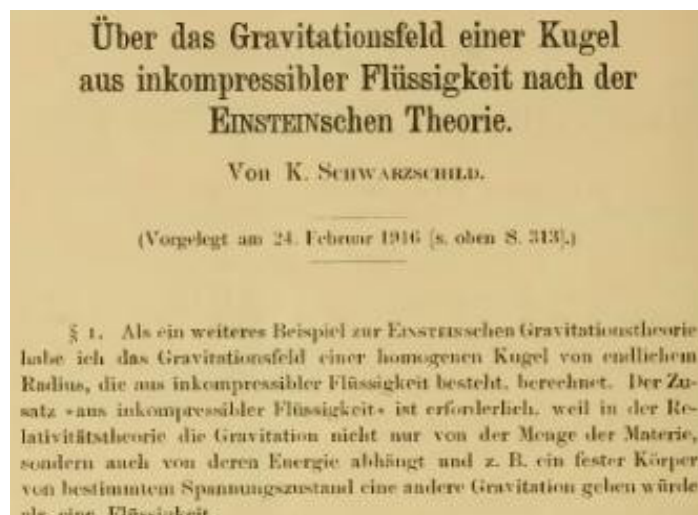 Über das Gravitationsfeld einer Kugel
aus inkompressibler Flüssigkeit nach der
EINSTEINschen Theorie.
Von K. SCHWARZSCHILD.
(Vorgelegt am 24. Februar 1916 [s. oben S. 313].)
§ 1. Als ein weiteres Beispiel zur EINSTEINschen Gravitationstheorie
habe ich das Gravitationsfeld einer homogenen Kugel von endlichem
Radius, die aus inkompressibler Flüssigkeit besteht, berechnet. Der Zu-
satz »aus inkompressibler Flüssigkeit« ist erforderlich, weil in der Re-
lativitätstheorie die Gravitation nicht nur von der Menge der Materie,
sondern auch von deren Energie abhängt und z. B. ein fester Körper
von bestimmtem Spannungszustand eine andere Gravitation geben würde
als eine Flüssigkeit